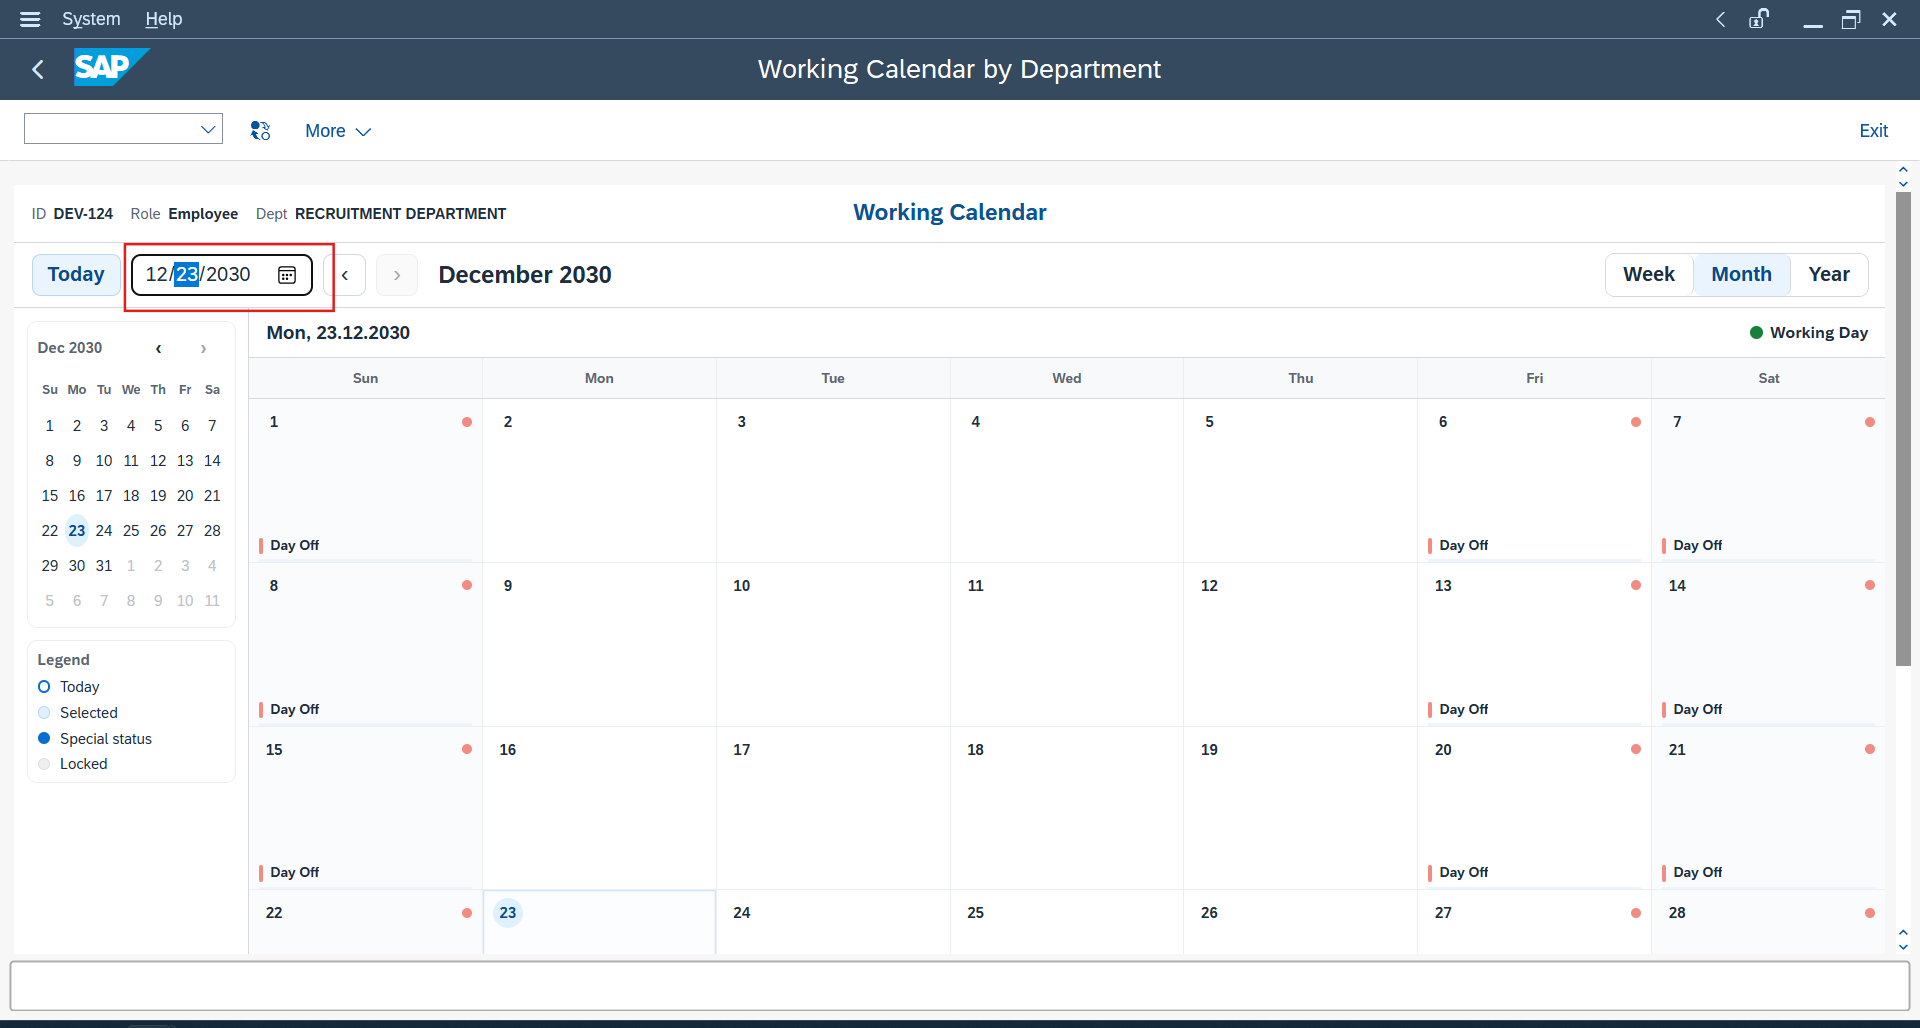 System Help
SAP Working Calendar by Department
More Exit
ID DEV-124 Role Employee Dept RECRUITMENT DEPARTMENT Working Calendar
Today 12/23/2030 ‹ › December 2030 Week Month Year
Dec 2030 ‹ ›
Su Mo Tu We Th Fr Sa
1 2 3 4 5 6 7
8 9 10 11 12 13 14
15 16 17 18 19 20 21
22 23 24 25 26 27 28
29 30 31 1 2 3 4
5 6 7 8 9 10 11
Legend
Today
Selected
Special status
Locked
Mon, 23.12.2030 Working Day
Sun Mon Tue Wed Thu Fri Sat
1 2 3 4 5 6 7
Day Off Day Off Day Off
8 9 10 11 12 13 14
Day Off Day Off Day Off
15 16 17 18 19 20 21
Day Off Day Off Day Off
22 23 24 25 26 27 28